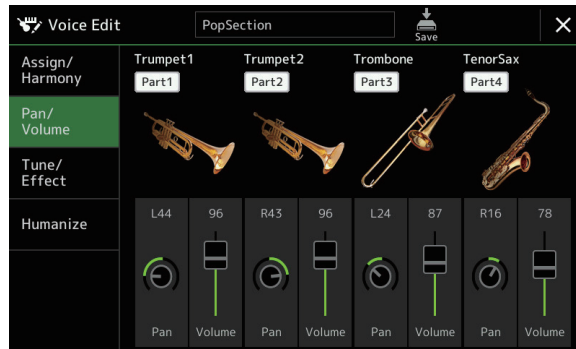 Voice Edit
PopSection
Save
Assign/
Harmony
Pan/
Volume
Tune/
Effect
Humanize
Trumpet1
Trumpet2
Trombone
TenorSax
Part1
Part2
Part3
Part4
L44
96
R43
96
L24
87
R16
78
Pan
Volume
Pan
Volume
Pan
Volume
Pan
Volume